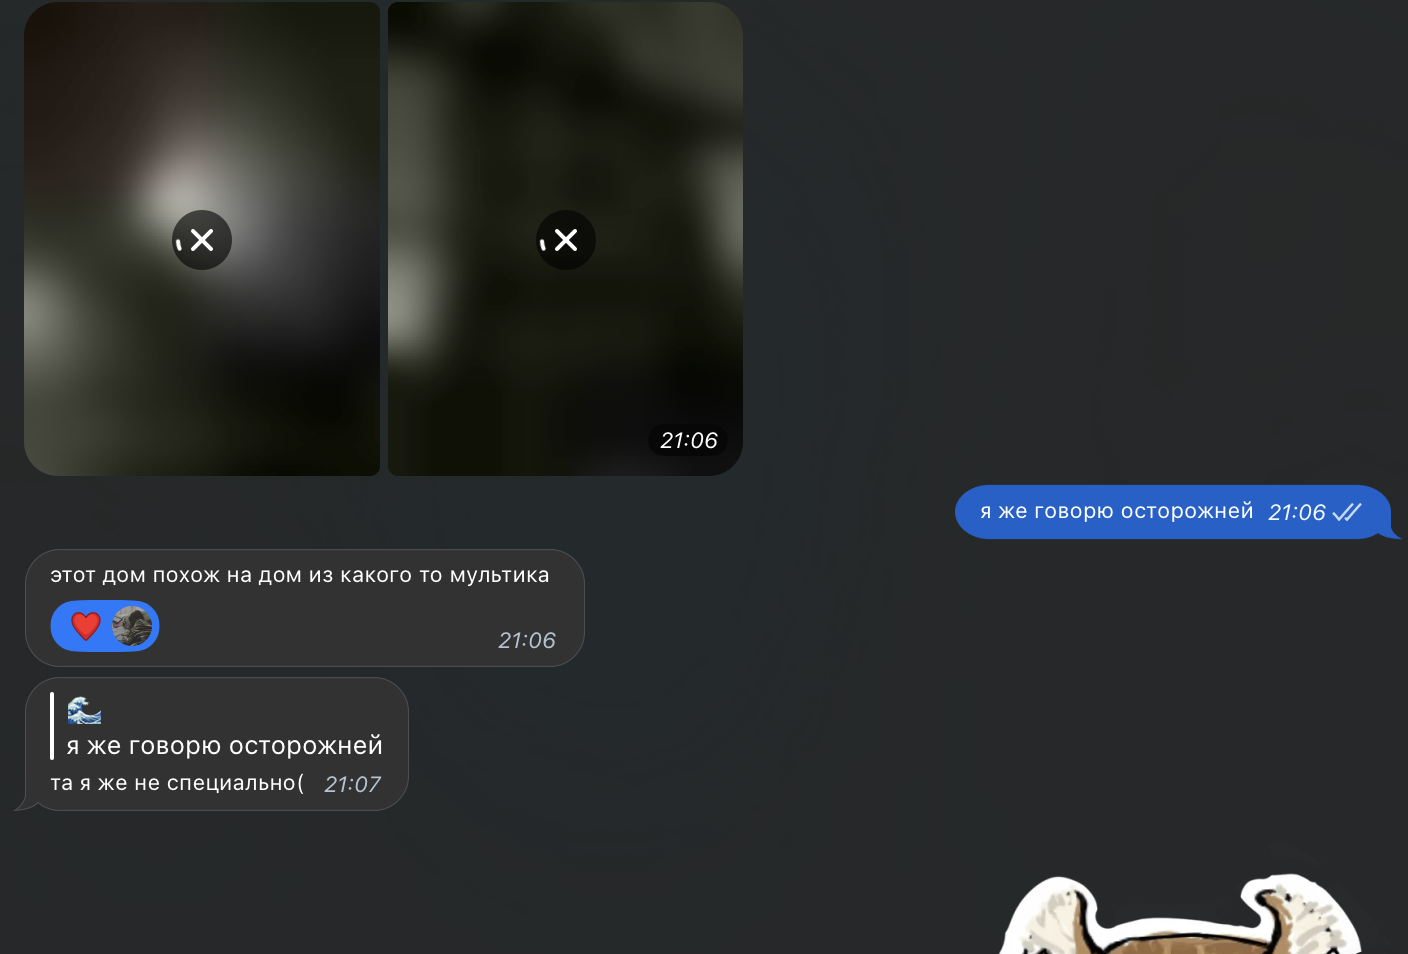 21:06
я же говорю осторожней 21:06
этот дом похож на дом из какого то мультика
❤️ 21:06
🌊
я же говорю осторожней
та я же не специально( 21:07